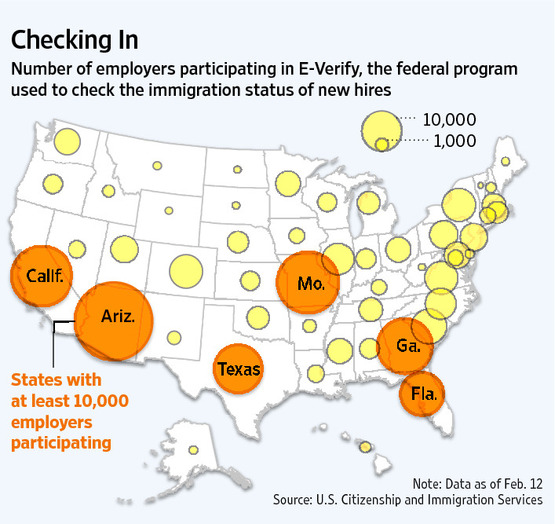 Checking In
Number of employers participating in E-Verify, the federal program
used to check the immigration status of new hires
10,000
1,000
Calif.
Ariz.
Mo.
Texas
Ga.
Fla.
States with
at least 10,000
employers
participating
Note: Data as of Feb. 12
Source: U.S. Citizenship and Immigration Services